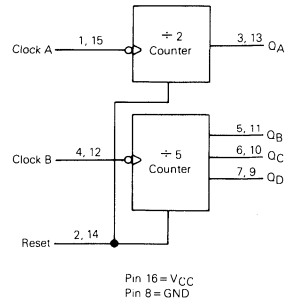 1, 15
Clock A
÷ 2
Counter
3, 13
QA
4, 12
Clock B
÷ 5
Counter
5, 11
QB
6, 10
QC
7, 9
QD
2, 14
Reset
Pin 16 = VCC
Pin 8 = GND